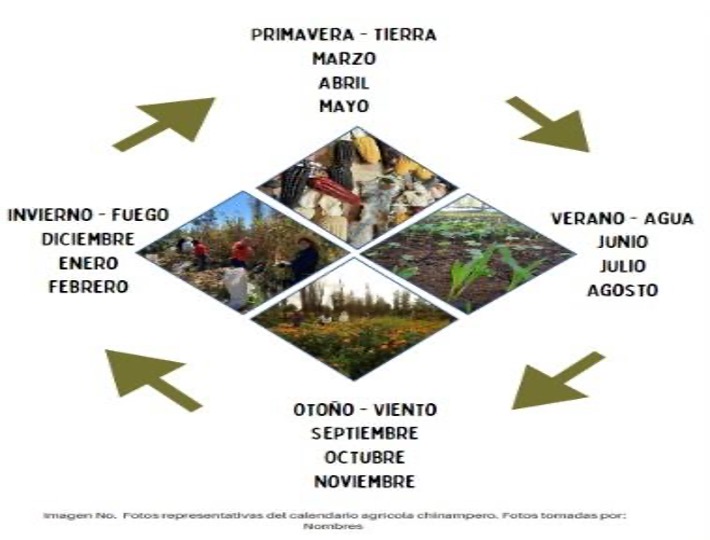 PRIMAVERA - TIERRA
MARZO
ABRIL
MAYO
INVIERNO - FUEGO
DICIEMBRE
ENERO
FEBRERO
VERANO - AGUA
JUNIO
JULIO
AGOSTO
OTOÑO - VIENTO
SEPTIEMBRE
OCTUBRE
NOVIEMBRE
Imagen No. Fotos representativas del calendario agrícola chinampero. Fotos tomadas por:
Nombres